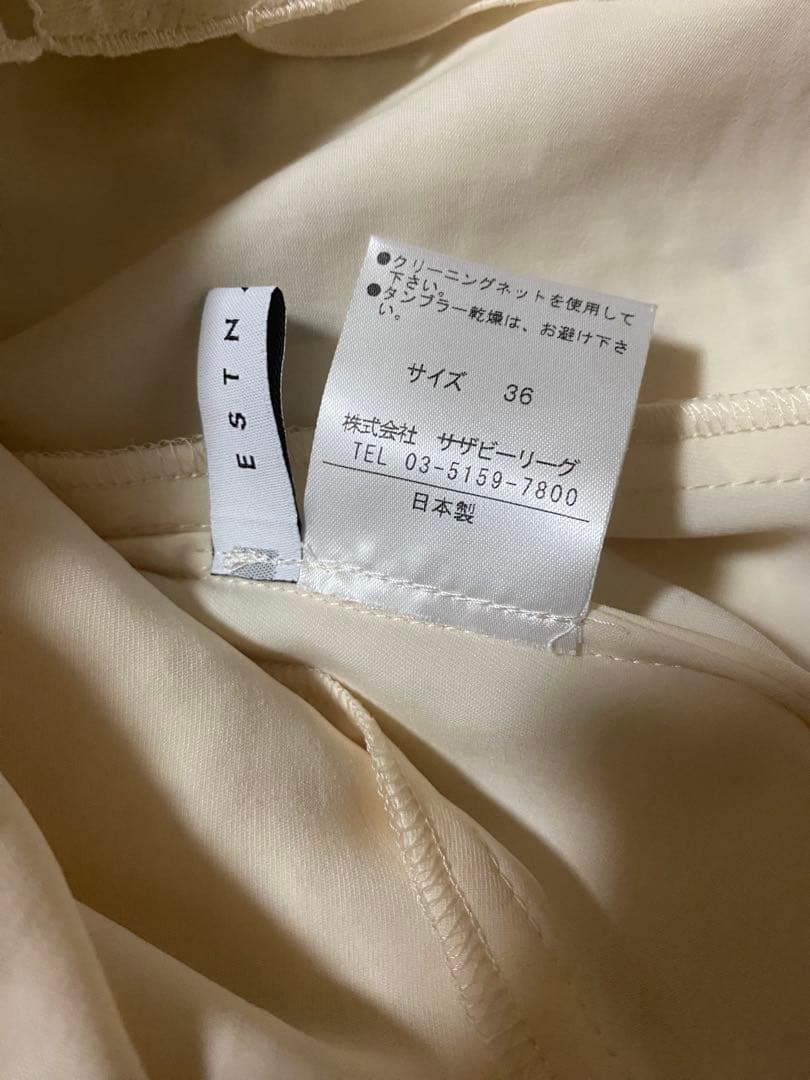 ●クリーニングネットを使用して
下さい。
●タンブラー乾燥は、お避け下さ
い。
サイズ 36
株式会社 サザビーリーグ
TEL 03-5159-7800
日本製
ESTN